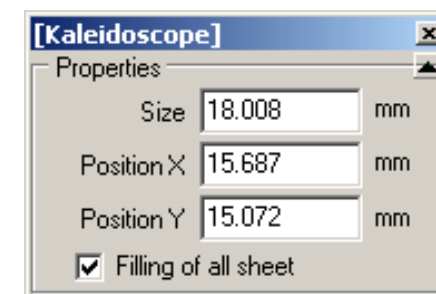 [Kaleidoscope]
Properties
Size 18.008 mm
Position X 15.687 mm
Position Y 15.072 mm
Filling of all sheet